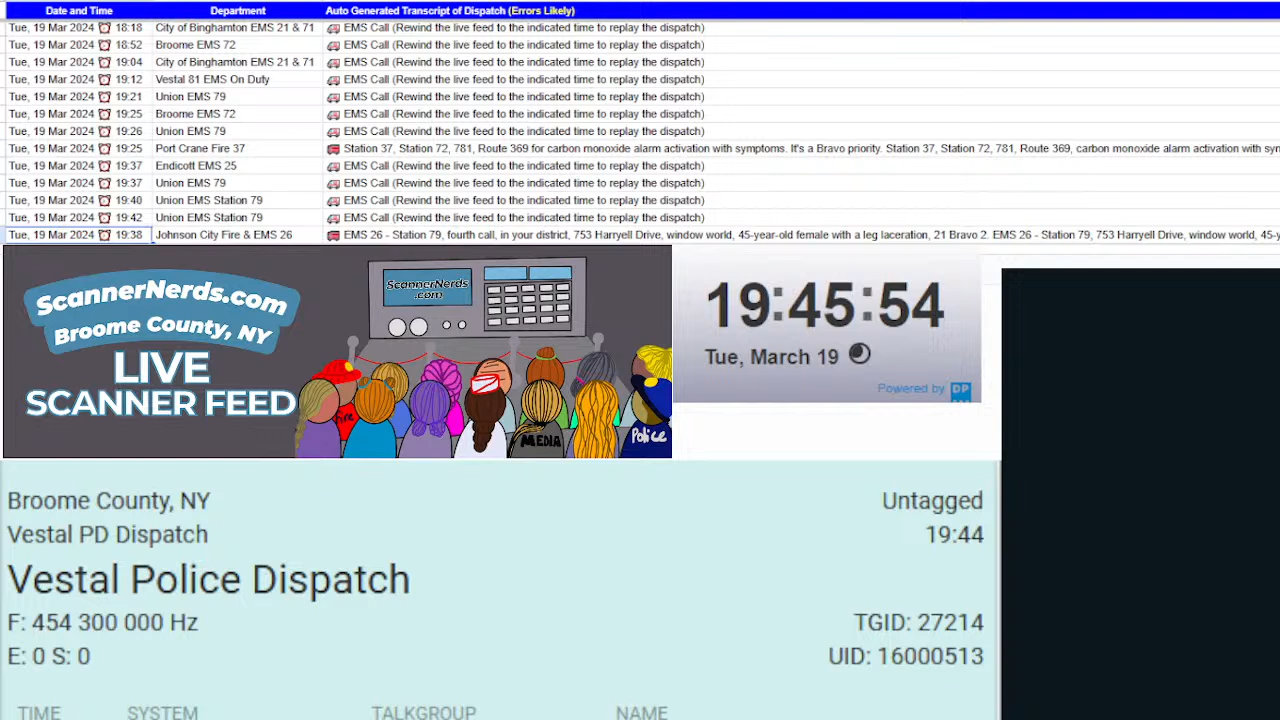 Date and Time Department Auto Generated Transcript of Dispatch (Errors Likely)
Tue, 19 Mar 2024 ⏰ 18:18 City of Binghamton EMS 21 & 71 🚑 EMS Call (Rewind the live feed to the indicated time to replay the dispatch)
Tue, 19 Mar 2024 ⏰ 18:52 Broome EMS 72 🚑 EMS Call (Rewind the live feed to the indicated time to replay the dispatch)
Tue, 19 Mar 2024 ⏰ 19:04 City of Binghamton EMS 21 & 71 🚑 EMS Call (Rewind the live feed to the indicated time to replay the dispatch)
Tue, 19 Mar 2024 ⏰ 19:12 Vestal 81 EMS On Duty 🚑 EMS Call (Rewind the live feed to the indicated time to replay the dispatch)
Tue, 19 Mar 2024 ⏰ 19:21 Union EMS 79 🚑 EMS Call (Rewind the live feed to the indicated time to replay the dispatch)
Tue, 19 Mar 2024 ⏰ 19:25 Broome EMS 72 🚑 EMS Call (Rewind the live feed to the indicated time to replay the dispatch)
Tue, 19 Mar 2024 ⏰ 19:26 Union EMS 79 🚑 EMS Call (Rewind the live feed to the indicated time to replay the dispatch)
Tue, 19 Mar 2024 ⏰ 19:25 Port Crane Fire 37 🚒 Station 37, Station 72, 781, Route 369 for carbon monoxide alarm activation with symptoms. It's a Bravo priority. Station 37, Station 72, 781, Route 369, carbon monoxide alarm activation with syn
Tue, 19 Mar 2024 ⏰ 19:37 Endicott EMS 25 🚑 EMS Call (Rewind the live feed to the indicated time to replay the dispatch)
Tue, 19 Mar 2024 ⏰ 19:37 Union EMS 79 🚑 EMS Call (Rewind the live feed to the indicated time to replay the dispatch)
Tue, 19 Mar 2024 ⏰ 19:40 Union EMS Station 79 🚑 EMS Call (Rewind the live feed to the indicated time to replay the dispatch)
Tue, 19 Mar 2024 ⏰ 19:42 Union EMS Station 79 🚑 EMS Call (Rewind the live feed to the indicated time to replay the dispatch)
Tue, 19 Mar 2024 ⏰ 19:38 Johnson City Fire & EMS 26 🚒 EMS 26 - Station 79, fourth call, in your district, 753 Harryell Drive, window world, 45-year-old female with a leg laceration, 21 Bravo 2. EMS 26 - Station 79, 753 Harryell Drive, window world, 45-y
ScannerNerds.com
Broome County, NY
LIVE
SCANNER FEED
ScannerNerds
.com
Fire
MEDIA
Police
19:45:54
Tue, March 19
Powered by DP
Broome County, NY Untagged
Vestal PD Dispatch 19:44
Vestal Police Dispatch
F: 454 300 000 Hz TGID: 27214
E: 0 S: 0 UID: 16000513
TIME SYSTEM TALKGROUP NAME